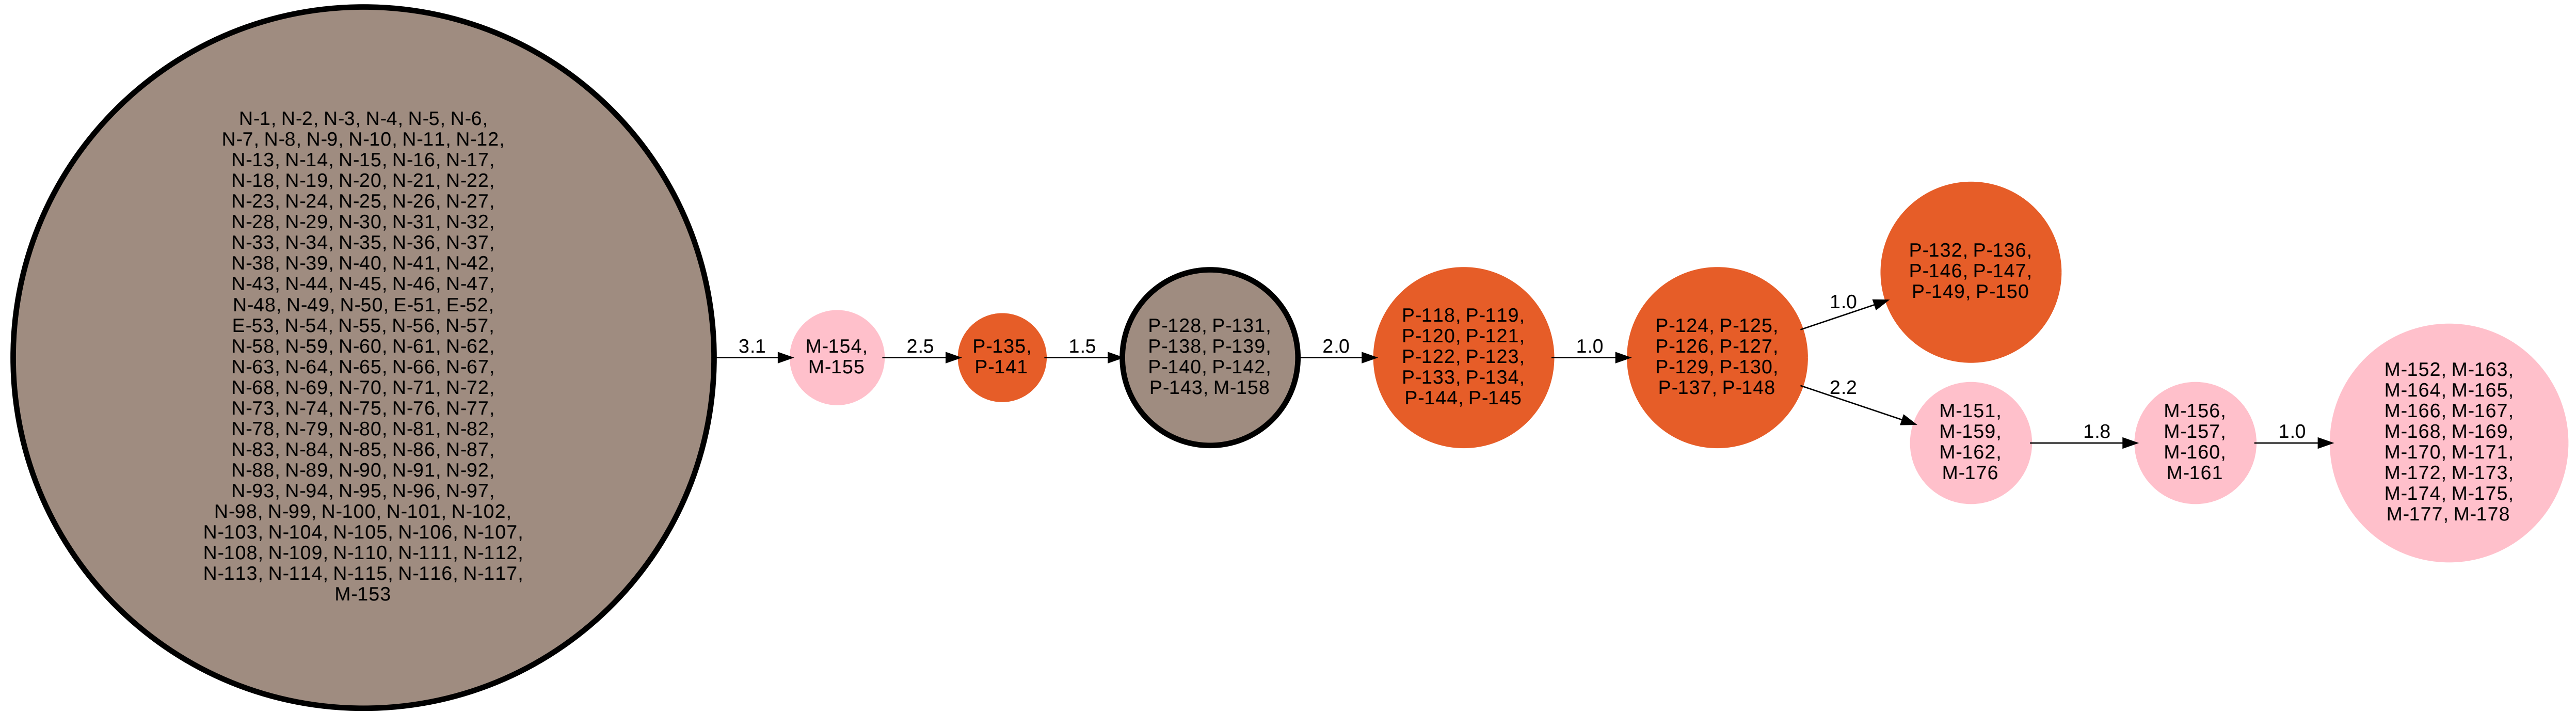 N-1, N-2, N-3, N-4, N-5, N-6,
N-7, N-8, N-9, N-10, N-11, N-12,
N-13, N-14, N-15, N-16, N-17,
N-18, N-19, N-20, N-21, N-22,
N-23, N-24, N-25, N-26, N-27,
N-28, N-29, N-30, N-31, N-32,
N-33, N-34, N-35, N-36, N-37,
N-38, N-39, N-40, N-41, N-42,
N-43, N-44, N-45, N-46, N-47,
N-48, N-49, N-50, E-51, E-52,
E-53, N-54, N-55, N-56, N-57,
N-58, N-59, N-60, N-61, N-62,
N-63, N-64, N-65, N-66, N-67,
N-68, N-69, N-70, N-71, N-72,
N-73, N-74, N-75, N-76, N-77,
N-78, N-79, N-80, N-81, N-82,
N-83, N-84, N-85, N-86, N-87,
N-88, N-89, N-90, N-91, N-92,
N-93, N-94, N-95, N-96, N-97,
N-98, N-99, N-100, N-101, N-102,
N-103, N-104, N-105, N-106, N-107,
N-108, N-109, N-110, N-111, N-112,
N-113, N-114, N-115, N-116, N-117,
M-153
3.1
M-154,
M-155
2.5
P-135,
P-141
1.5
P-128, P-131,
P-138, P-139,
P-140, P-142,
P-143, M-158
2.0
P-118, P-119,
P-120, P-121,
P-122, P-123,
P-133, P-134,
P-144, P-145
1.0
P-124, P-125,
P-126, P-127,
P-129, P-130,
P-137, P-148
1.0
P-132, P-136,
P-146, P-147,
P-149, P-150
2.2
M-151,
M-159,
M-162,
M-176
1.8
M-156,
M-157,
M-160,
M-161
1.0
M-152, M-163,
M-164, M-165,
M-166, M-167,
M-168, M-169,
M-170, M-171,
M-172, M-173,
M-174, M-175,
M-177, M-178